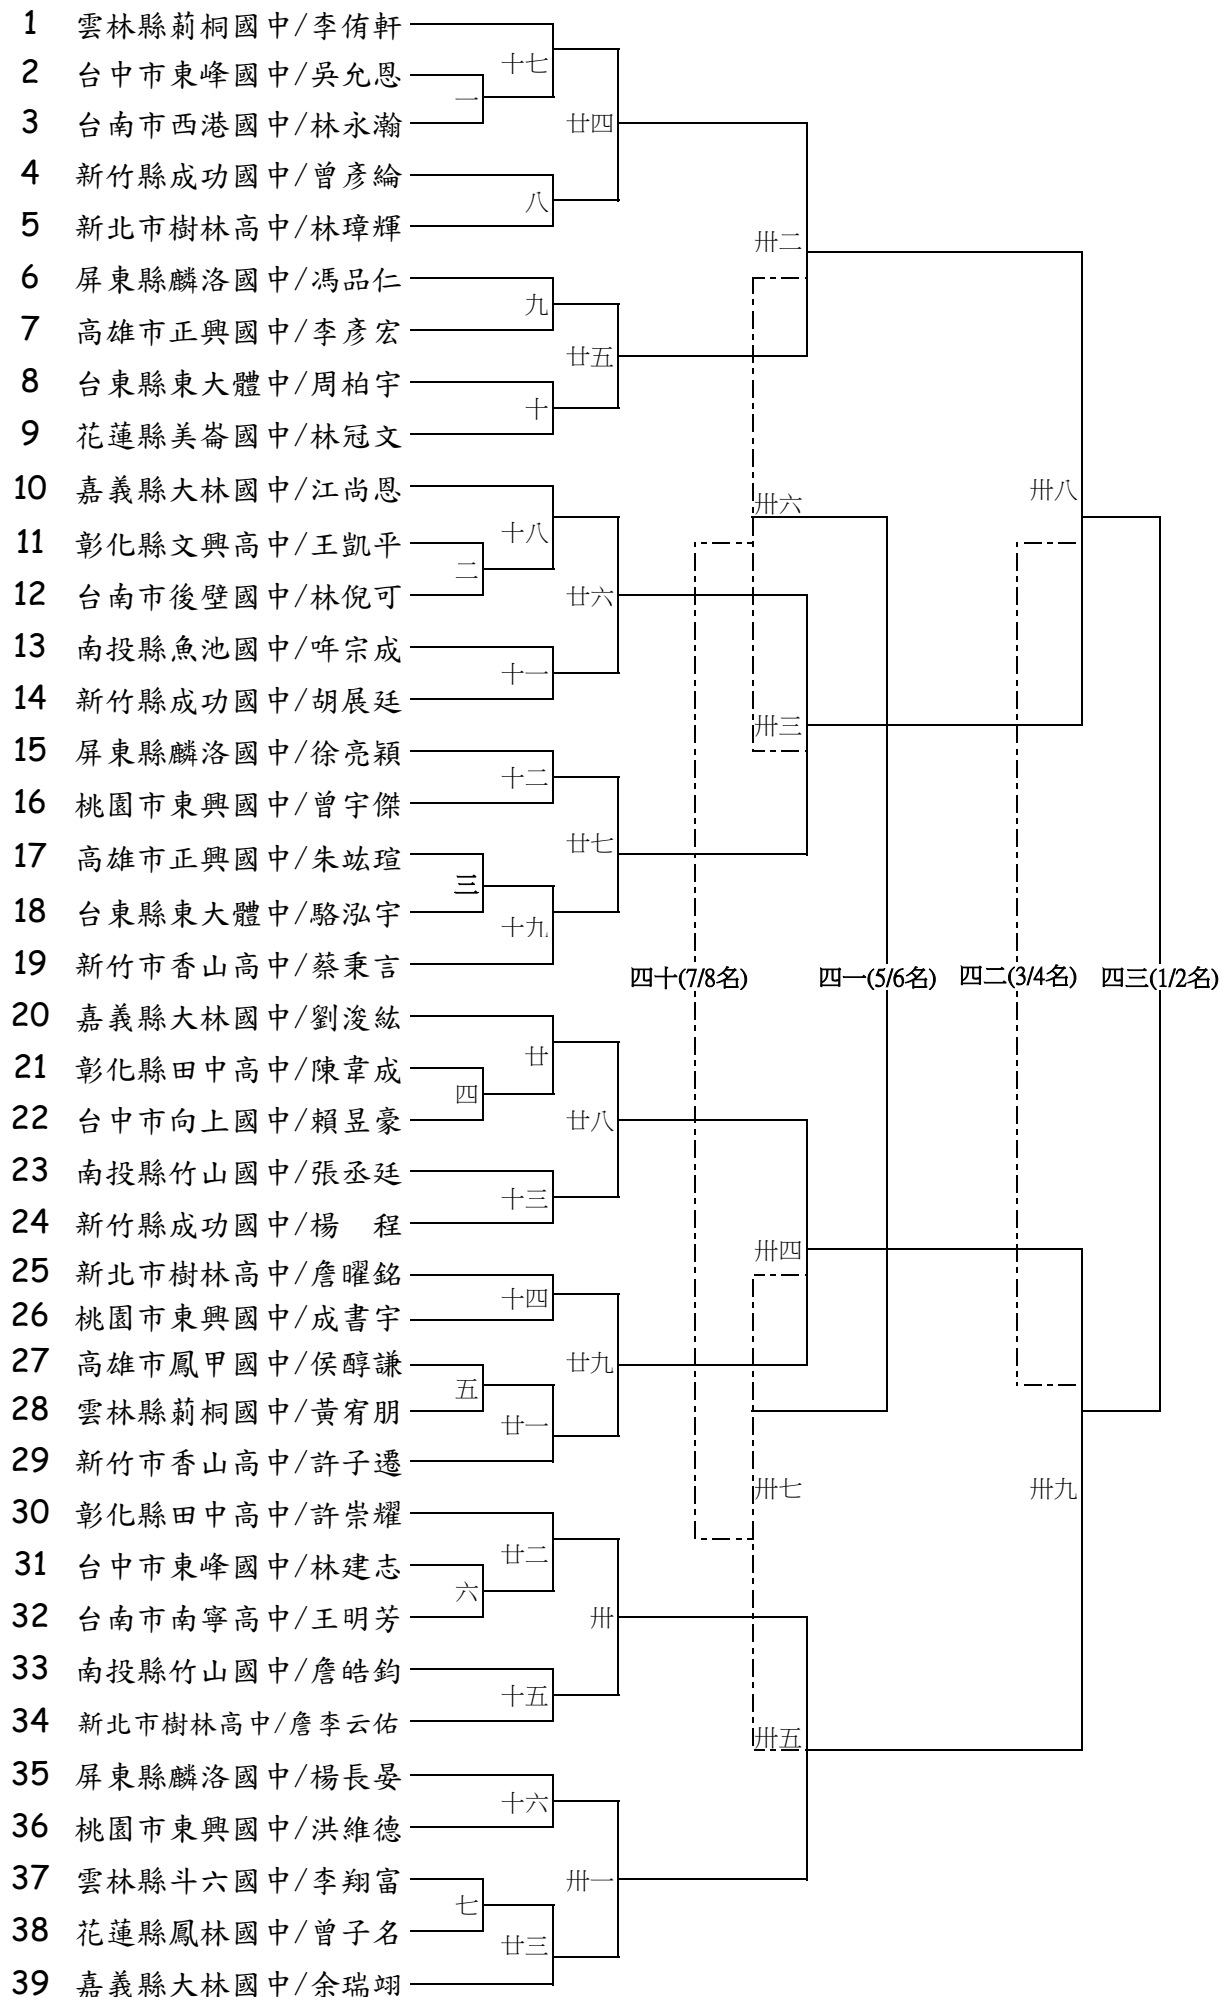 1 雲林縣莿桐國中/李侑軒
十七
2 台中市東峰國中/吳允恩
一
3 台南市西港國中/林永瀚
廿四
4 新竹縣成功國中/曾彥綸
八
5 新北市樹林高中/林璋輝
卅二
6 屏東縣麟洛國中/馮品仁
九
7 高雄市正興國中/李彥宏
廿五
8 台東縣東大體中/周柏宇
十
9 花蓮縣美崙國中/林冠文
10 嘉義縣大林國中/江尚恩
卅八
卅六
十八
11 彰化縣文興高中/王凱平
二
12 台南市後壁國中/林倪可
廿六
13 南投縣魚池國中/哖宗成
十一
14 新竹縣成功國中/胡展廷
卅三
15 屏東縣麟洛國中/徐亮穎
十二
16 桃園市東興國中/曾宇傑
廿七
17 高雄市正興國中/朱竑瑄
三
18 台東縣東大體中/駱泓宇
十九
19 新竹市香山高中/蔡秉言
四十(7/8名) 四一(5/6名) 四二(3/4名) 四三(1/2名)
20 嘉義縣大林國中/劉浚紘
廿
21 彰化縣田中高中/陳韋成
四
22 台中市向上國中/賴昱豪
廿八
23 南投縣竹山國中/張丞廷
十三
24 新竹縣成功國中/楊 程
卅四
25 新北市樹林高中/詹曜銘
十四
26 桃園市東興國中/成書宇
27 高雄市鳳甲國中/侯醇謙
廿九
五
28 雲林縣莿桐國中/黃宥朋
廿一
29 新竹市香山高中/許子遷
卅七
卅九
30 彰化縣田中高中/許崇耀
廿二
31 台中市東峰國中/林建志
六
32 台南市南寧高中/王明芳
卅
33 南投縣竹山國中/詹皓鈞
十五
34 新北市樹林高中/詹李云佑
卅五
35 屏東縣麟洛國中/楊長晏
十六
36 桃園市東興國中/洪維德
37 雲林縣斗六國中/李翔富
卅一
七
38 花蓮縣鳳林國中/曾子名
廿三
39 嘉義縣大林國中/余瑞翊